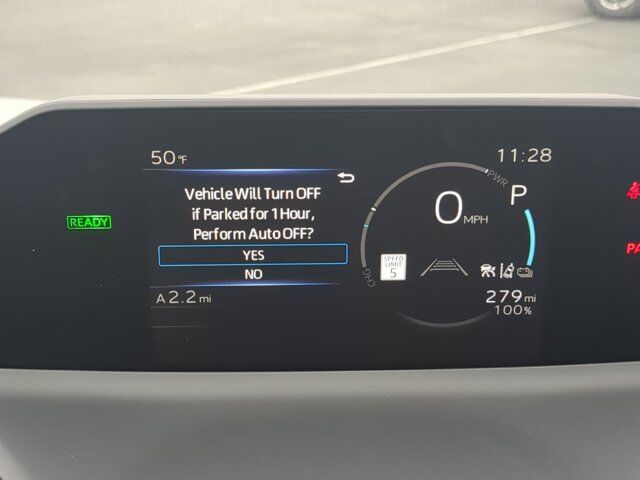 50°F
11:28
READY
Vehicle Will Turn OFF
if Parked for 1 Hour,
Perform Auto OFF?
YES
NO
A 2.2 mi
PWR
P
0 MPH
CHG
SPEED
LIMIT
5
279 mi
100%
PA